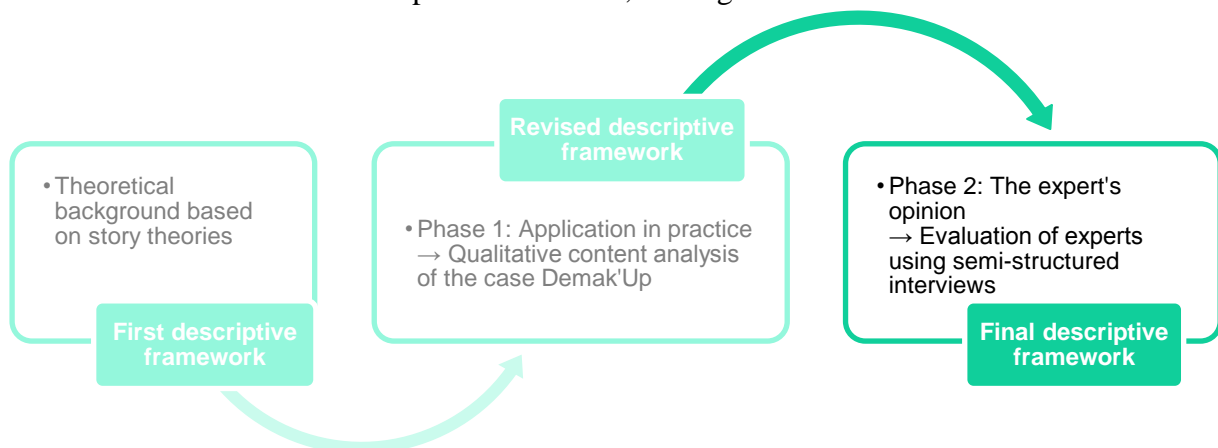 Revised descriptive
framework
• Theoretical
background based
on story theories
First descriptive
framework
• Phase 1: Application in practice
→ Qualitative content analysis
of the case Demak'Up
• Phase 2: The expert's
opinion
→ Evaluation of experts
using semi-structured
interviews
Final descriptive
framework